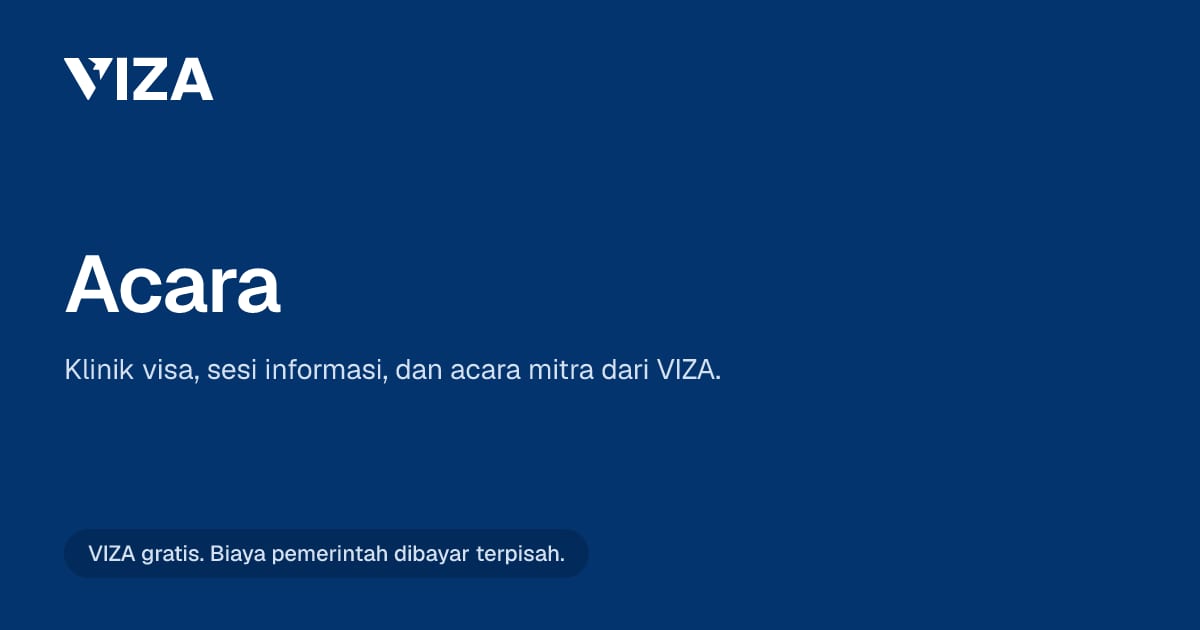 VIZA
Acara
Klinik visa, sesi informasi, dan acara mitra dari VIZA.
VIZA gratis. Biaya pemerintah dibayar terpisah.